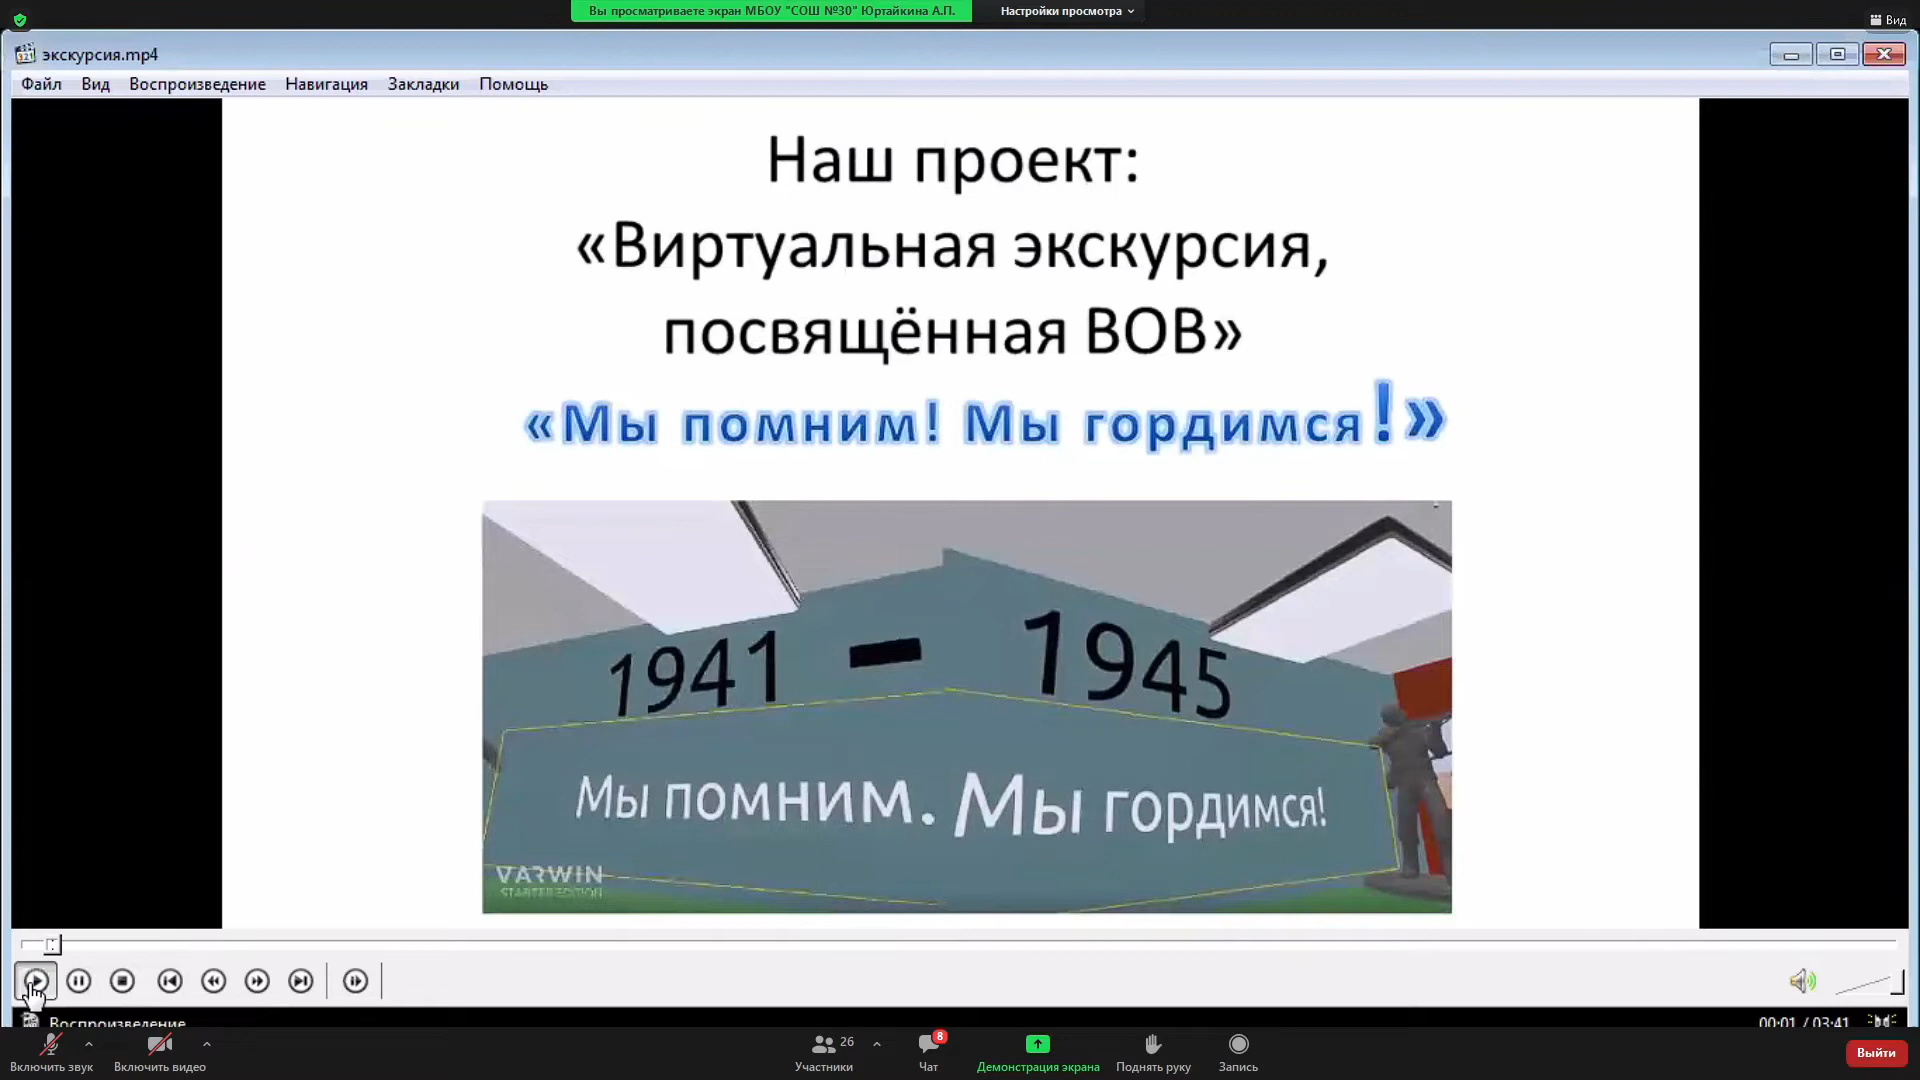 Вы просматриваете экран МБОУ "СОШ №30" Юртайкина А.П.
Настройки просмотра
Вид
экскурсия.mp4
Файл Вид Воспроизведение Навигация Закладки Помощь
Наш проект:
«Виртуальная экскурсия,
посвящённая ВОВ»
«Мы помним! Мы гордимся!»
1941 - 1945
Мы помним. Мы гордимся!
VARWIN
STARTER EDITION
Воспроизведение
00:01 / 03:41
26
8
Включить звук
Включить видео
Участники
Чат
Демонстрация экрана
Поднять руку
Запись
Выйти